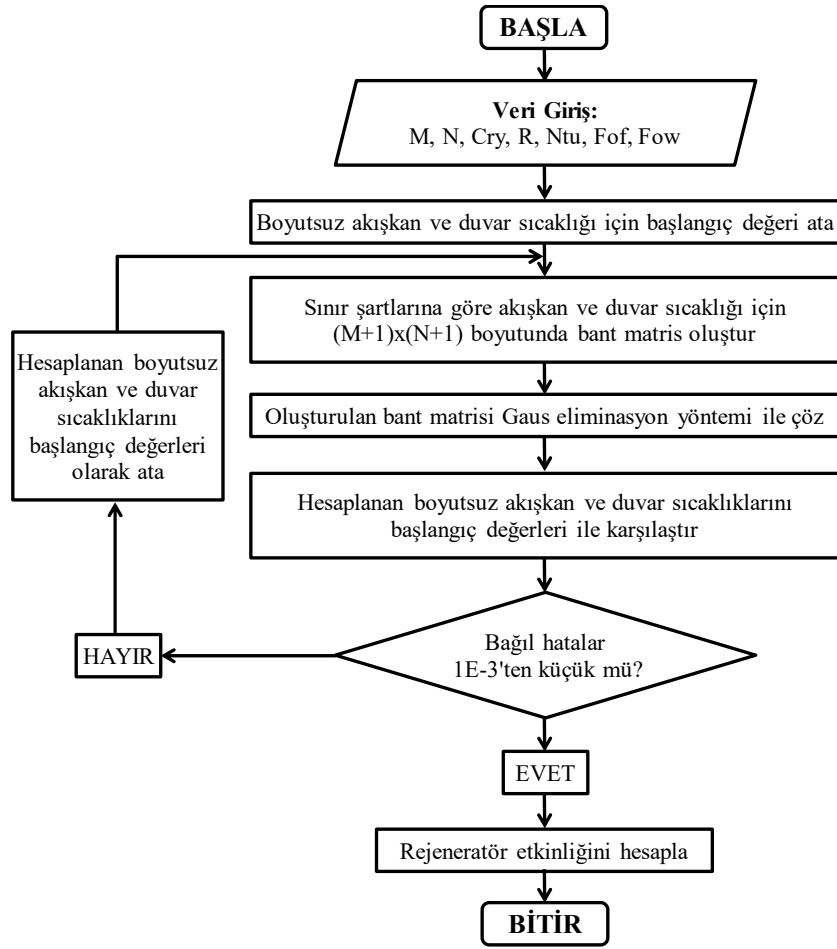 BAŞLA
Veri Giriş:
M, N, Cry, R, Ntu, Fof, Fow
Boyutsuz akışkan ve duvar sıcaklığı için başlangıç değeri ata
Sınır şartlarına göre akışkan ve duvar sıcaklığı için
(M+1)x(N+1) boyutunda bant matris oluştur
Hesaplanan boyutsuz
akışkan ve duvar
sıcaklıklarını
başlangıç değerleri
olarak ata
Oluşturulan bant matrisi Gaus eliminasyon yöntemi ile çöz
Hesaplanan boyutsuz akışkan ve duvar sıcaklıklarını
başlangıç değerleri ile karşılaştır
Bağıl hatalar
1E-3'ten küçük mü?
HAYIR
EVET
Rejeneratör etkinliğini hesapla
BİTİR